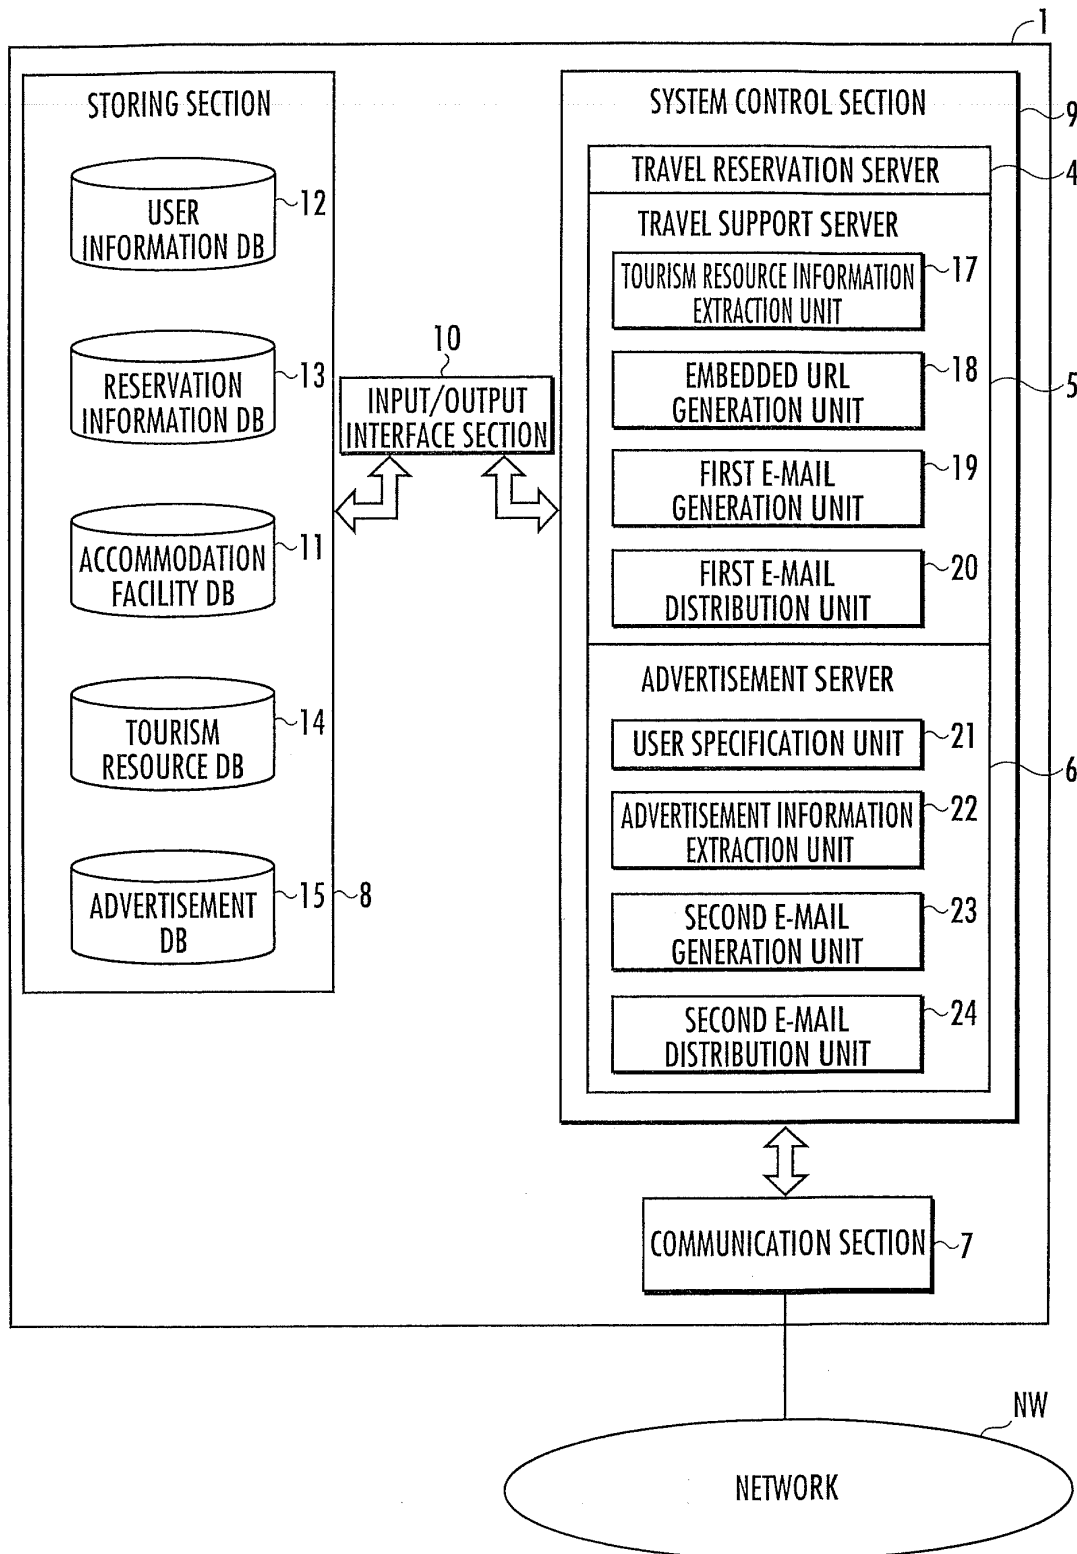 1
STORING SECTION
USER
INFORMATION DB
12
RESERVATION
INFORMATION DB
13
ACCOMMODATION
FACILITY DB
11
TOURISM
RESOURCE DB
14
ADVERTISEMENT
DB
15
8
10
INPUT/OUTPUT
INTERFACE SECTION
SYSTEM CONTROL SECTION
9
TRAVEL RESERVATION SERVER
4
TRAVEL SUPPORT SERVER
TOURISM RESOURCE INFORMATION
EXTRACTION UNIT
17
EMBEDDED URL
GENERATION UNIT
18
5
FIRST E-MAIL
GENERATION UNIT
19
FIRST E-MAIL
DISTRIBUTION UNIT
20
ADVERTISEMENT SERVER
USER SPECIFICATION UNIT
21
6
ADVERTISEMENT INFORMATION
EXTRACTION UNIT
22
SECOND E-MAIL
GENERATION UNIT
23
SECOND E-MAIL
DISTRIBUTION UNIT
24
COMMUNICATION SECTION
7
NW
NETWORK